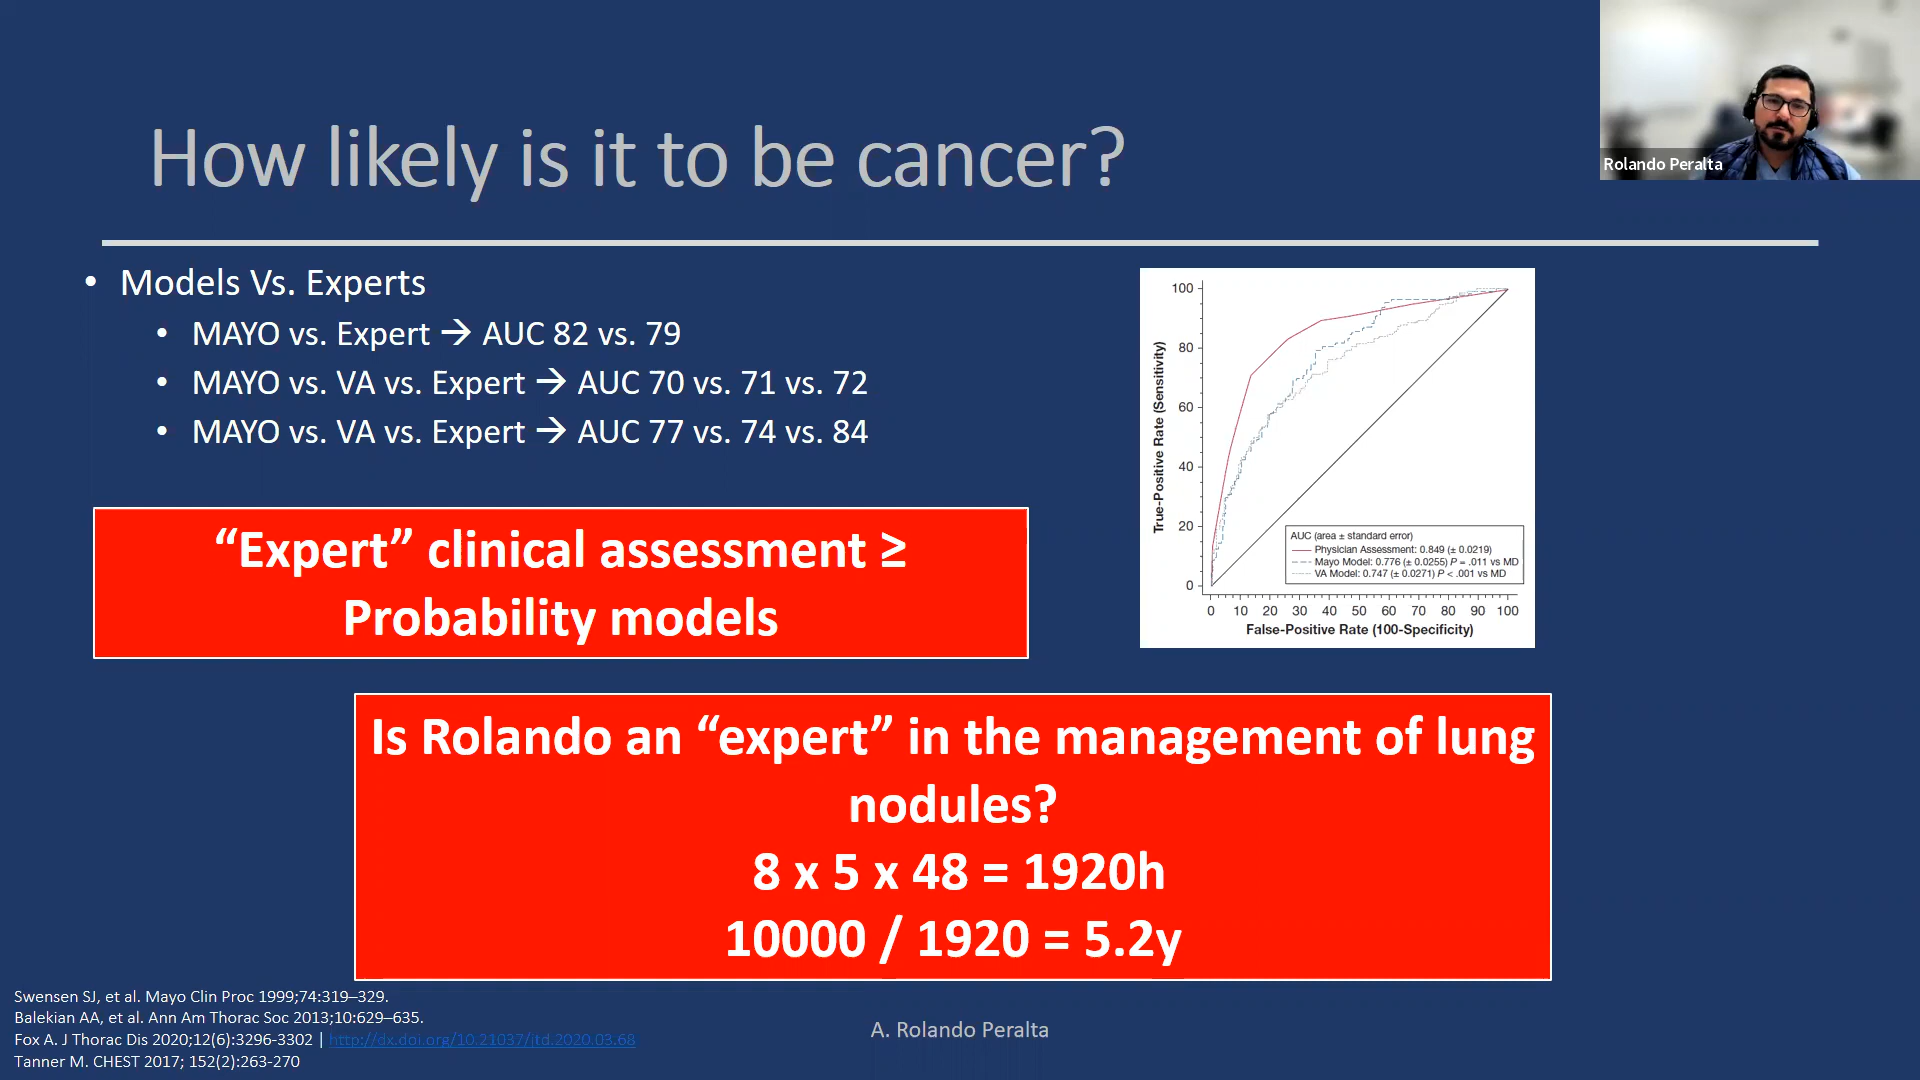 Rolando Peralta
How likely is it to be cancer?
• Models Vs. Experts
• MAYO vs. Expert → AUC 82 vs. 79
• MAYO vs. VA vs. Expert → AUC 70 vs. 71 vs. 72
• MAYO vs. VA vs. Expert → AUC 77 vs. 74 vs. 84
“Expert” clinical assessment ≥
Probability models
100
80
60
40
20
0
True-Positive Rate (Sensitivity)
AUC (area ± standard error)
Physician Assessment: 0.849 (± 0.0219)
Mayo Model: 0.776 (± 0.0255) P = .011 vs MD
VA Model: 0.747 (± 0.0271) P < .001 vs MD
0 10 20 30 40 50 60 70 80 90 100
False-Positive Rate (100-Specificity)
Is Rolando an “expert” in the management of lung
nodules?
8 x 5 x 48 = 1920h
10000 / 1920 = 5.2y
Swensen SJ, et al. Mayo Clin Proc 1999;74:319–329.
Balekian AA, et al. Ann Am Thorac Soc 2013;10:629–635.
Fox A. J Thorac Dis 2020;12(6):3296-3302 | http://dx.doi.org/10.21037/jtd.2020.03.68
Tanner M. CHEST 2017; 152(2):263-270
A. Rolando Peralta